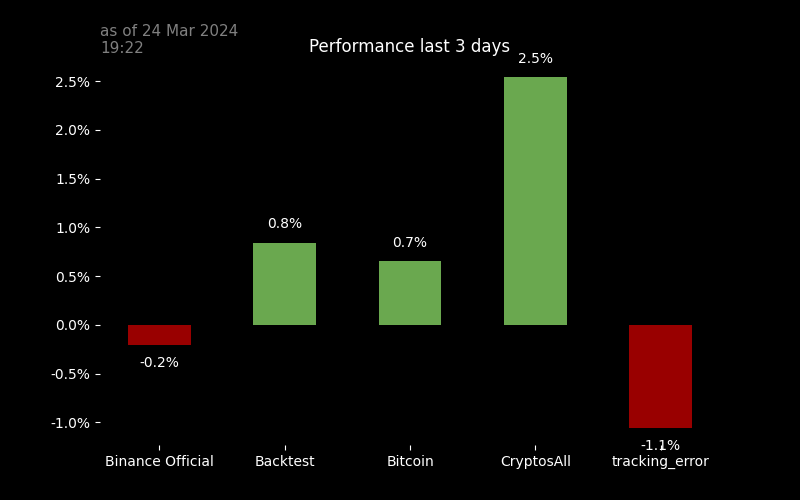 as of 24 Mar 2024
19:22
Performance last 3 days
2.5%
2.5%
2.0%
1.5%
1.0%
0.8%
0.7%
0.5%
0.0%
-0.2%
-0.5%
-1.0%
-1.1%
Binance Official
Backtest
Bitcoin
CryptosAll
tracking_error